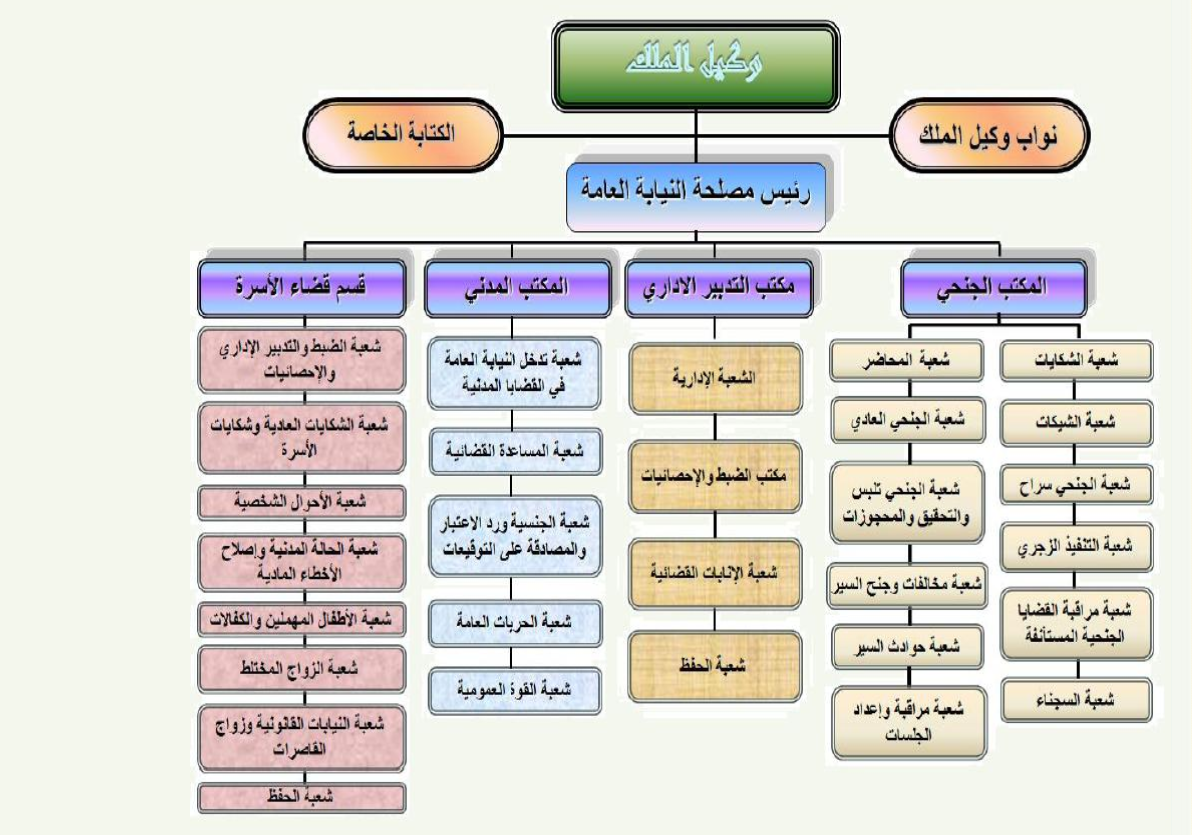 وكيل الملك
نواب وكيل الملك
الكتابة الخاصة
رئيس مصلحة النيابة العامة
المكتب الجنحي
شعبة الشكايات
شعبة الشيكات
شعبة الجنحي سراح
شعبة التنفيذ الزجري
شعبة مراقبة القضايا
الجنحية المستأنفة
شعبة السجناء
شعبة المحاضر
شعبة الجنحي العادي
شعبة الجنحي تلبس
والتحقيق والمحجوزات
شعبة مخالفات وجنح السير
شعبة حوادث السير
شعبة مراقبة وإعداد
الجلسات
مكتب التدبير الاداري
الشعبة الإدارية
مكتب الضبط والإحصائيات
شعبة الإنابات القضائية
شعبة الحفظ
المكتب المدني
شعبة تدخل النيابة العامة
في القضايا المدنية
شعبة المساعدة القضائية
شعبة الجنسية ورد الاعتبار
والمصادقة على التوقيعات
شعبة الحريات العامة
شعبة القوة العمومية
قسم قضاء الأسرة
شعبة الضبط والتدبير الإداري
والإحصائيات
شعبة الشكايات العادية وشكايات
الأسرة
شعبة الأحوال الشخصية
شعبة الحالة المدنية وإصلاح
الأخطاء المادية
شعبة الأطفال المهملين والكفالات
شعبة الزواج المختلط
شعبة النيابات القانونية وزواج
القاصرات
شعبة الحفظ